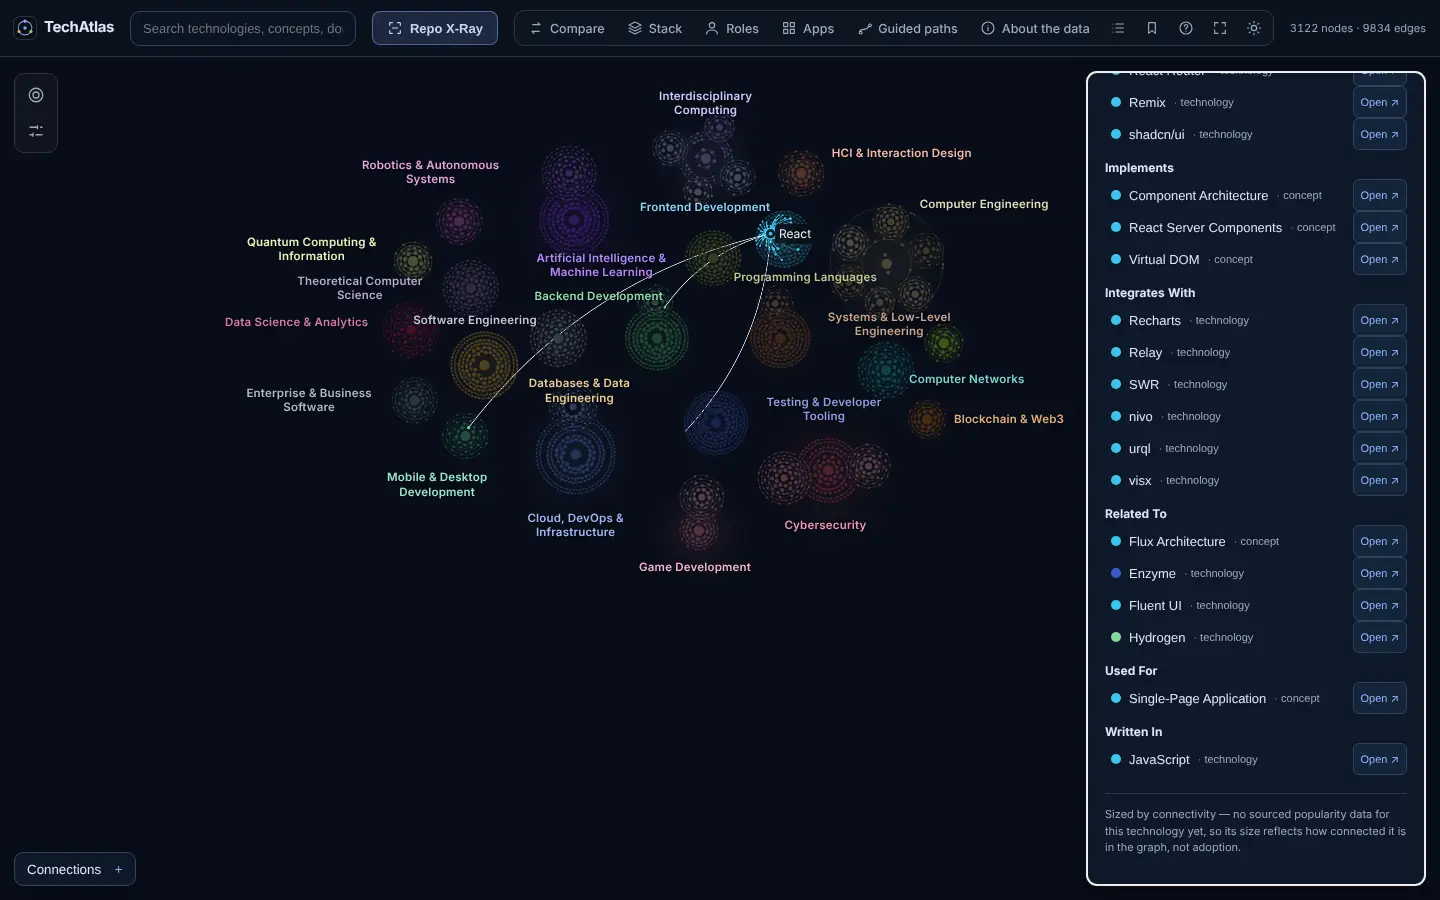 TechAtlas
Search technologies, concepts, do
Repo X-Ray
Compare
Stack
Roles
Apps
Guided paths
About the data
3122 nodes · 9834 edges
Interdisciplinary
Computing
HCI & Interaction Design
Robotics & Autonomous
Systems
Frontend Development
Computer Engineering
React
Quantum Computing &
Information
Artificial Intelligence &
Machine Learning
Programming Languages
Theoretical Computer
Science
Backend Development
Data Science & Analytics
Software Engineering
Systems & Low-Level
Engineering
Computer Networks
Databases & Data
Engineering
Enterprise & Business
Software
Testing & Developer
Tooling
Blockchain & Web3
Mobile & Desktop
Development
Cloud, DevOps &
Infrastructure
Cybersecurity
Game Development
Connections +
React Router · technology
Remix · technology Open ↗
shadcn/ui · technology Open ↗
Implements
Component Architecture · concept Open ↗
React Server Components · concept Open ↗
Virtual DOM · concept Open ↗
Integrates With
Recharts · technology Open ↗
Relay · technology Open ↗
SWR · technology Open ↗
nivo · technology Open ↗
urql · technology Open ↗
visx · technology Open ↗
Related To
Flux Architecture · concept Open ↗
Enzyme · technology Open ↗
Fluent UI · technology Open ↗
Hydrogen · technology Open ↗
Used For
Single-Page Application · concept Open ↗
Written In
JavaScript · technology Open ↗
Sized by connectivity — no sourced popularity data for
this technology yet, so its size reflects how connected it is
in the graph, not adoption.